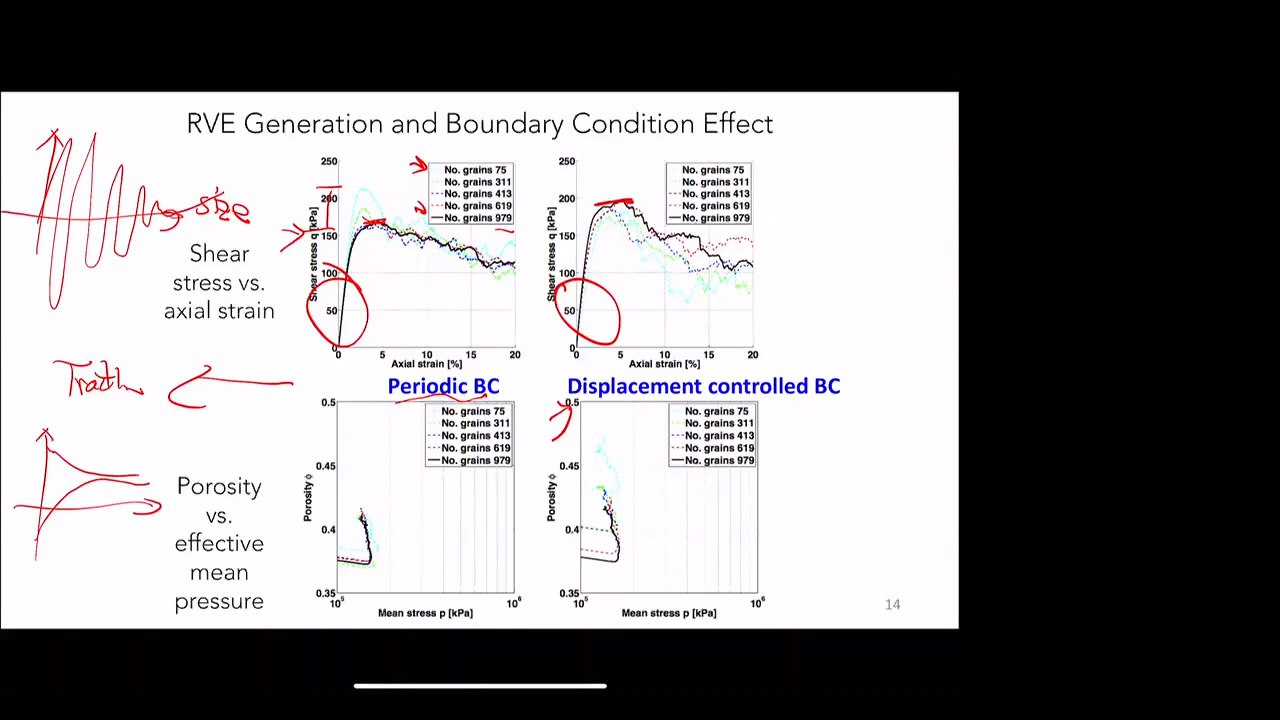 RVE Generation and Boundary Condition Effect
size
Shear
stress vs.
axial strain
Shear stress q [kPa]
250
200
150
100
50
0
No. grains 75
No. grains 311
No. grains 413
No. grains 619
No. grains 979
0 5 10 15 20
Axial strain [%]
Shear stress q [kPa]
250
200
150
100
50
0
No. grains 75
No. grains 311
No. grains 413
No. grains 619
No. grains 979
0 5 10 15 20
Axial strain [%]
Truth
Periodic BC
Displacement controlled BC
Porosity
vs.
effective
mean
pressure
Porosity ϕ
0.5
0.45
0.4
0.35
No. grains 75
No. grains 311
No. grains 413
No. grains 619
No. grains 979
10⁵ 10⁶
Mean stress p [kPa]
Porosity ϕ
0.5
0.45
0.4
0.35
No. grains 75
No. grains 311
No. grains 413
No. grains 619
No. grains 979
10⁵ 10⁶
Mean stress p [kPa]
14